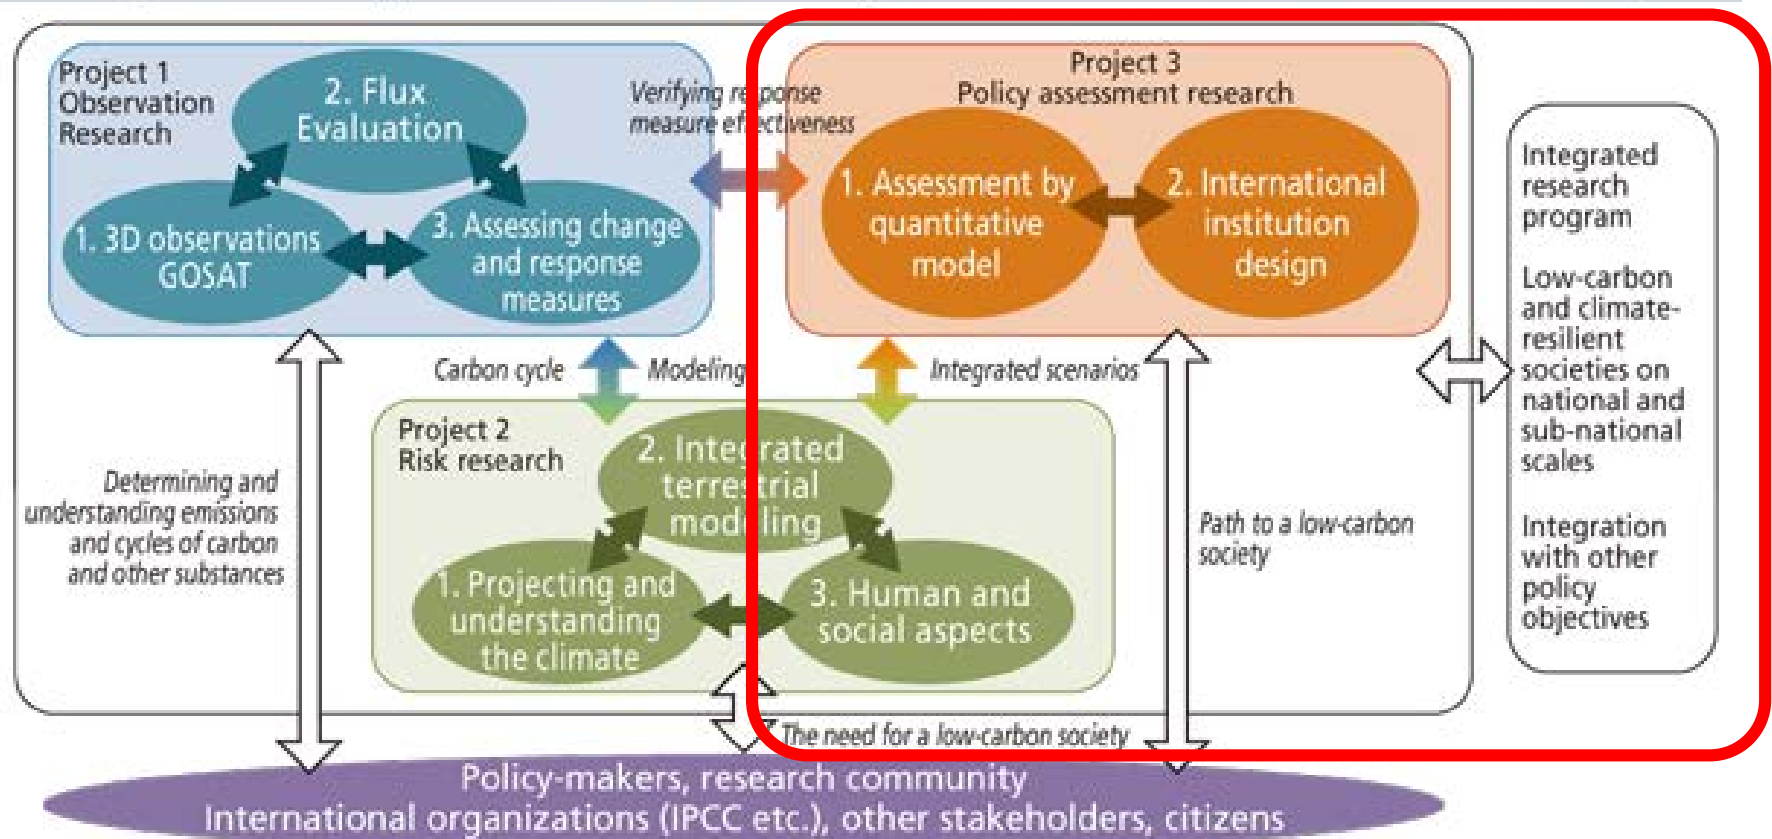 Project 1
Observation
Research
2. Flux
Evaluation
1. 3D observations
GOSAT
3. Assessing change
and response
measures
Verifying response
measure effectiveness
Project 3
Policy assessment research
1. Assessment by
quantitative
model
2. International
institution
design
Integrated
research
program
Low-carbon
and climate-
resilient
societies on
national and
sub-national
scales
Integration
with other
policy
objectives
Carbon cycle
Modeling
Integrated scenarios
Project 2
Risk research
2. Integrated
terrestrial
modeling
1. Projecting and
understanding
the climate
3. Human and
social aspects
Determining and
understanding emissions
and cycles of carbon
and other substances
Path to a low-carbon
society
The need for a low-carbon society
Policy-makers, research community
International organizations (IPCC etc.), other stakeholders, citizens